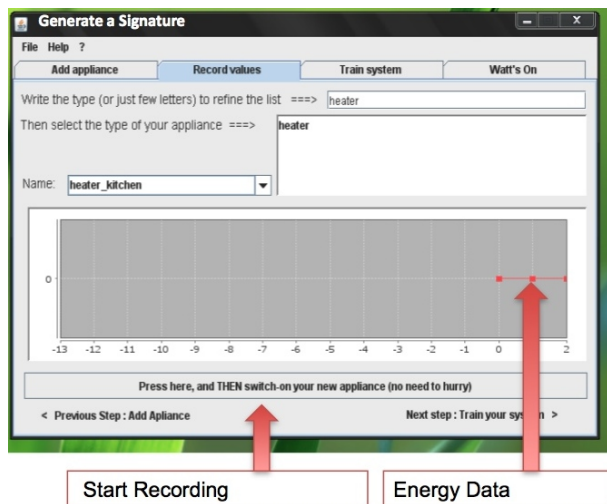 Generate a Signature
File Help ?
Add appliance Record values Train system Watt's On
Write the type (or just few letters) to refine the list ===> heater
Then select the type of your appliance ===> heater
Name: heater_kitchen
0
-13 -12 -11 -10 -9 -8 -7 -6 -5 -4 -3 -2 -1 0 2
Press here, and THEN switch-on your new appliance (no need to hurry)
< Previous Step : Add Apliance Next step : Train your system >
Start Recording Energy Data